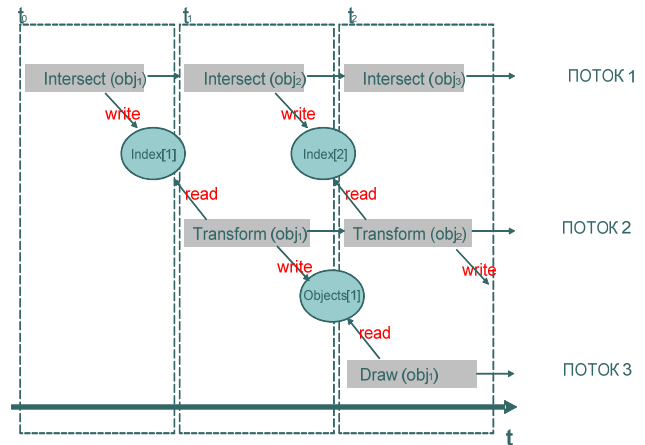 t0 t1 t2
Intersect (obj1) Intersect (obj2) Intersect (obj3) ПОТОК 1
write write
Index[1] Index[2]
read read
Transform (obj1) Transform (obj2) ПОТОК 2
write write
Objects[1]
read
Draw (obj1) ПОТОК 3
t